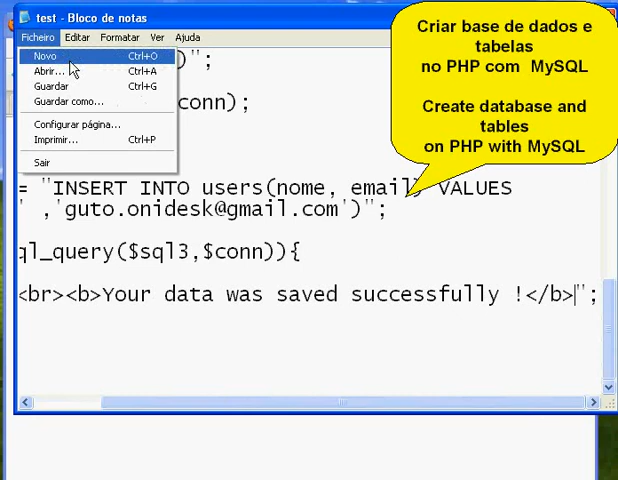 test - Bloco de notas
Ficheiro Editar Formatar Ver Ajuda
Novo Ctrl+O
Abrir... Ctrl+A
Guardar Ctrl+G
Guardar como...
Configurar página...
Imprimir... Ctrl+P
Sair
Criar base de dados e
tabelas
no PHP com MySQL
Create database and
tables
on PHP with MySQL
)";
conn);
= "INSERT INTO users(nome, email) VALUES
' ,'guto.onidesk@gmail.com')";
ql_query($sql3,$conn)){
<br><b>Your data was saved successfully !</b>";